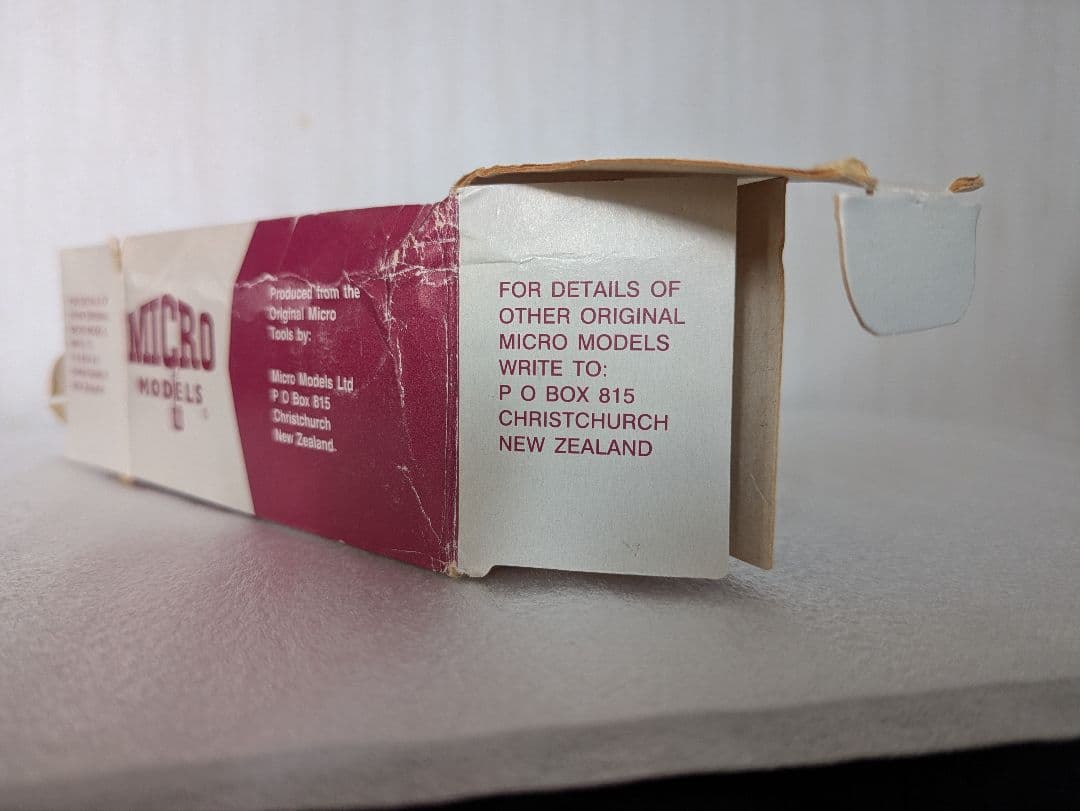 MICRO
MODELS
Produced from the
Original Micro
Tools by:
Micro Models Ltd
P O Box 815
Christchurch
New Zealand.
FOR DETAILS OF
OTHER ORIGINAL
MICRO MODELS
WRITE TO:
P O BOX 815
CHRISTCHURCH
NEW ZEALAND